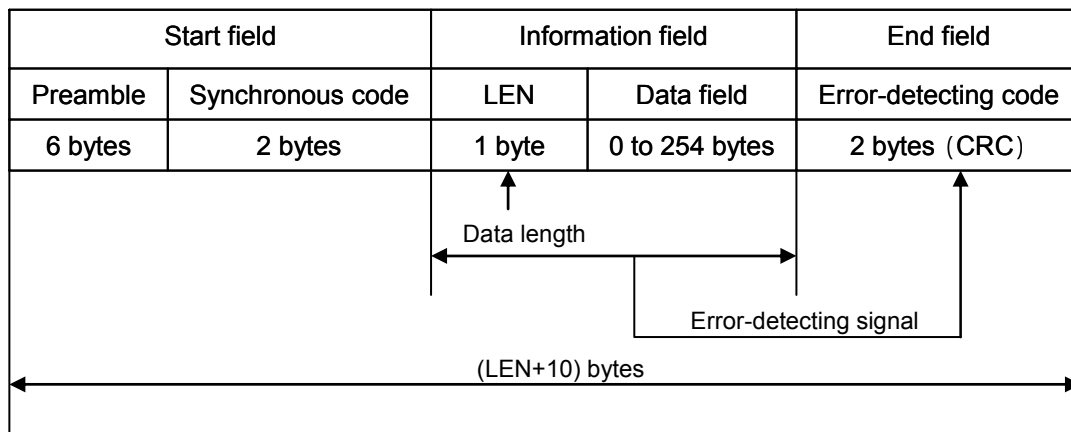 Start field Information field End field
Preamble Synchronous code LEN Data field Error-detecting code
6 bytes 2 bytes 1 byte 0 to 254 bytes 2 bytes (CRC)
Data length
Error-detecting signal
(LEN+10) bytes